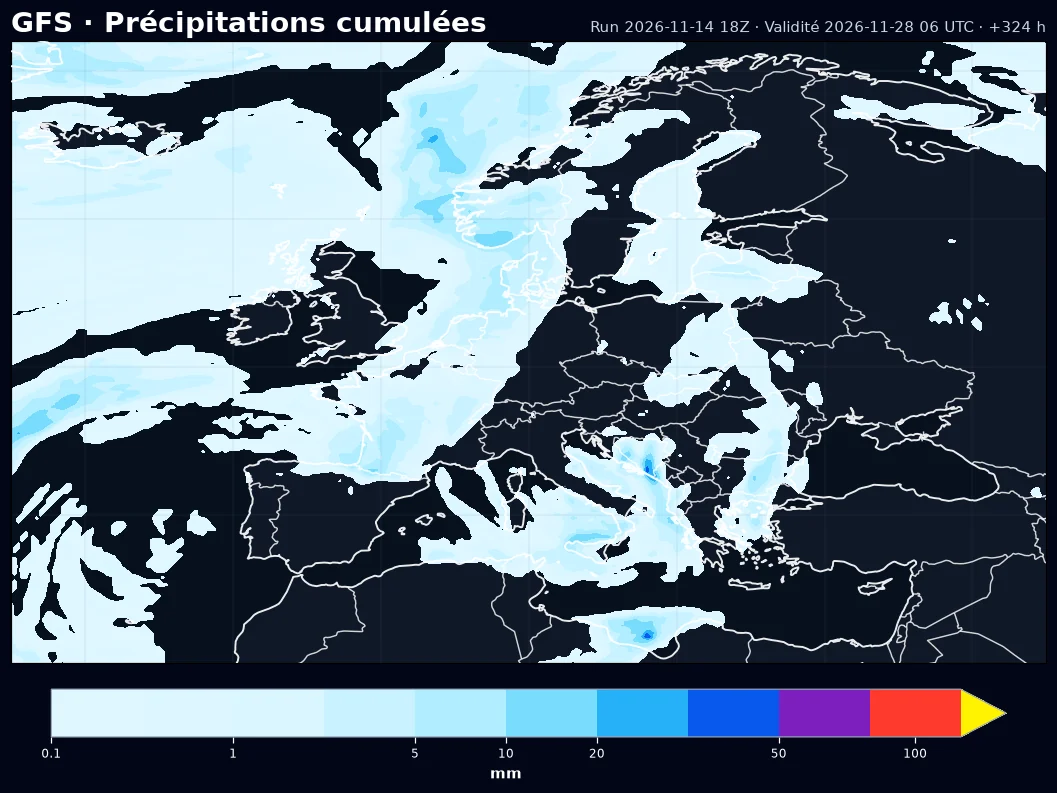 GFS · Précipitations cumulées
Run 2026-11-14 18Z · Validité 2026-11-28 06 UTC · +324 h
0.1 1 5 10 20 50 100
mm